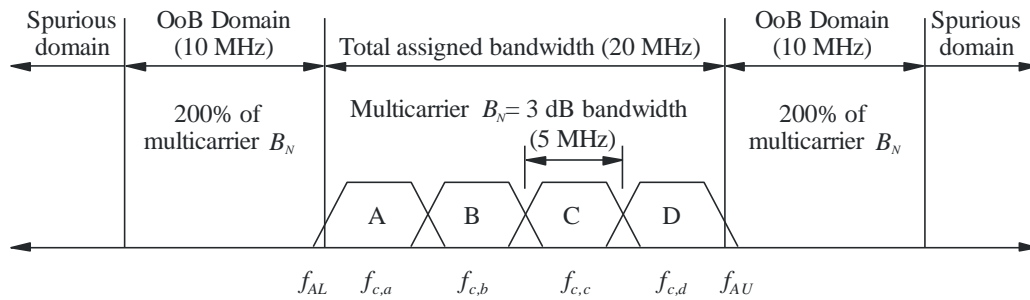 Spurious domain
OoB Domain (10 MHz)
Total assigned bandwidth (20 MHz)
OoB Domain (10 MHz)
Spurious domain
200% of multicarrier B_N
Multicarrier B_N = 3 dB bandwidth (5 MHz)
200% of multicarrier B_N
A
B
C
D
f_AL
f_c,a
f_c,b
f_c,c
f_c,d
f_AU